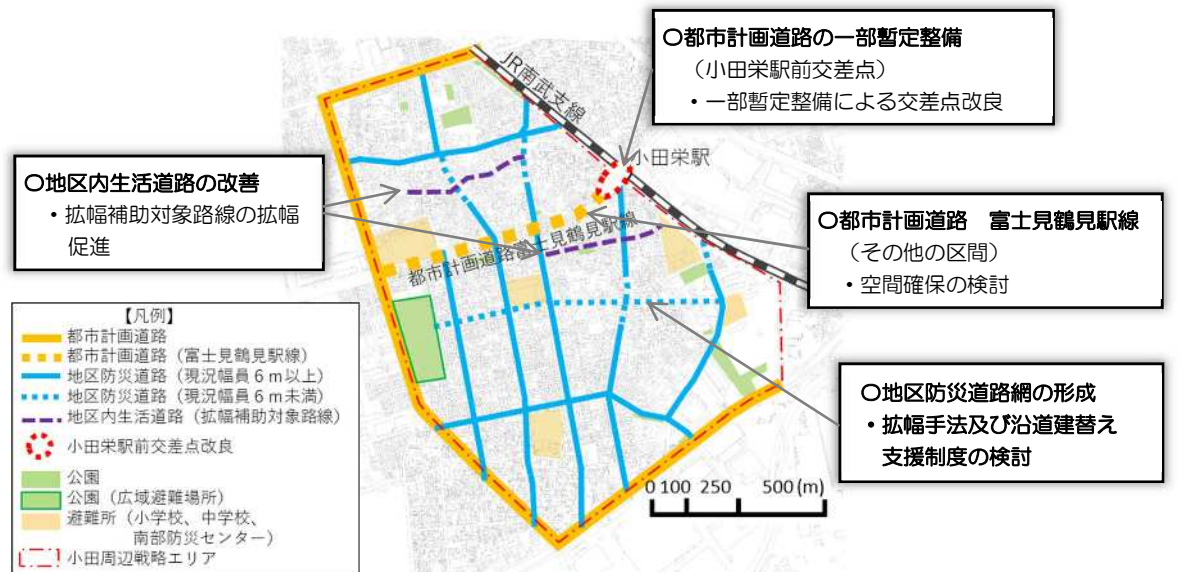 〇都市計画道路の一部暫定整備
（小田栄駅前交差点）
・一部暫定整備による交差点改良
JR南武支線
小田栄駅
〇地区内生活道路の改善
・拡幅補助対象路線の拡幅
促進
〇都市計画道路　富士見鶴見駅線
（その他の区間）
・空間確保の検討
都市計画道路富士見鶴見駅線
〇地区防災道路網の形成
・拡幅手法及び沿道建替え
支援制度の検討
【凡例】
都市計画道路
都市計画道路（富士見鶴見駅線）
地区防災道路（現況幅員６ｍ以上）
地区防災道路（現況幅員６ｍ未満）
地区内生活道路（拡幅補助対象路線）
小田栄駅前交差点改良
公園
公園（広域避難場所）
避難所（小学校、中学校、
南部防災センター）
小田周辺戦略エリア
0 100 250 500(m)